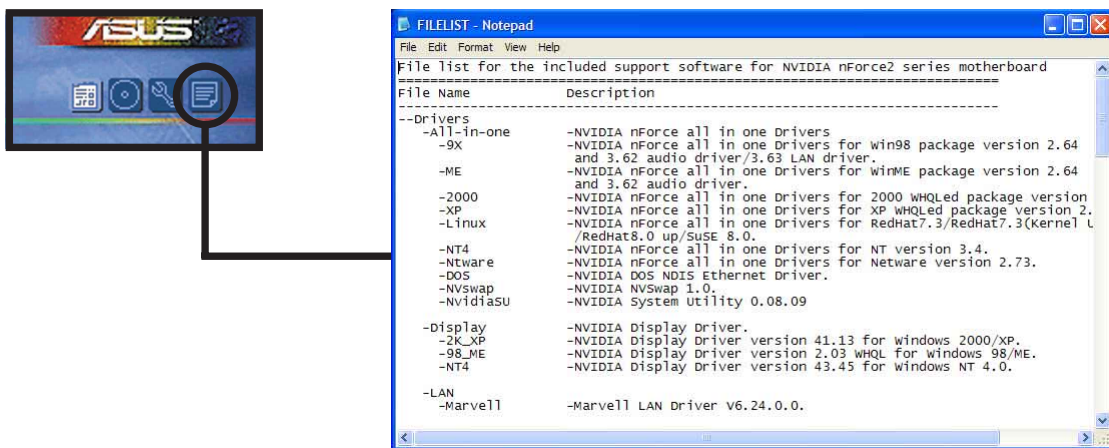 ASUS
FILELIST - Notepad
File Edit Format View Help
File list for the included support software for NVIDIA nForce2 series motherboard
===========================================================================
File Name Description
---------------------------------------------------------------------------
--Drivers
-All-in-one -NVIDIA nForce all in one Drivers
-9X -NVIDIA nForce all in one Drivers for Win98 package version 2.64
and 3.62 audio driver/3.63 LAN driver.
-ME -NVIDIA nForce all in one Drivers for WinME package version 2.64
and 3.62 audio driver.
-2000 -NVIDIA nForce all in one Drivers for 2000 WHQLed package version
-XP -NVIDIA nForce all in one Drivers for XP WHQLed package version 2.
-Linux -NVIDIA nForce all in one Drivers for RedHat7.3/RedHat7.3(Kernel U
/RedHat8.0 up/SuSE 8.0.
-NT4 -NVIDIA nForce all in one Drivers for NT version 3.4.
-Ntware -NVIDIA nForce all in one Drivers for Netware version 2.73.
-DOS -NVIDIA DOS NDIS Ethernet Driver.
-NVSwap -NVIDIA NVSwap 1.0.
-NvidiaSU -NVIDIA System Utility 0.08.09
-Display -NVIDIA Display Driver.
-2K_XP -NVIDIA Display Driver version 41.13 for Windows 2000/XP.
-98_ME -NVIDIA Display Driver version 2.03 WHQL for Windows 98/ME.
-NT4 -NVIDIA Display Driver version 43.45 for Windows NT 4.0.
-LAN
-Marvell -Marvell LAN Driver V6.24.0.0.